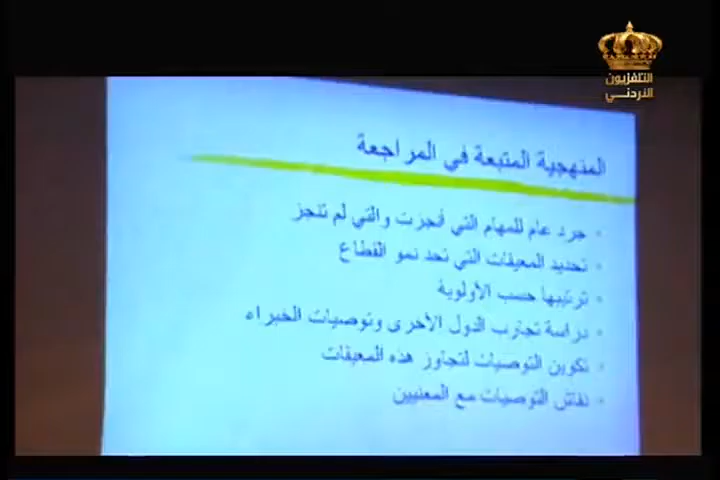 التلفزيون
الأردنــي
المنهجية المتبعة في المراجعة
جرد عام للمهام التي أنجزت والتي لم تنجز
تحديد المعيقات التي تحد نمو القطاع
ترتيبها حسب الأولوية
دراسة تجارب الدول الأخرى وتوصيات الخبراء
تكوين التوصيات لتجاوز هذه المعيقات
نقاش التوصيات مع المعنيين